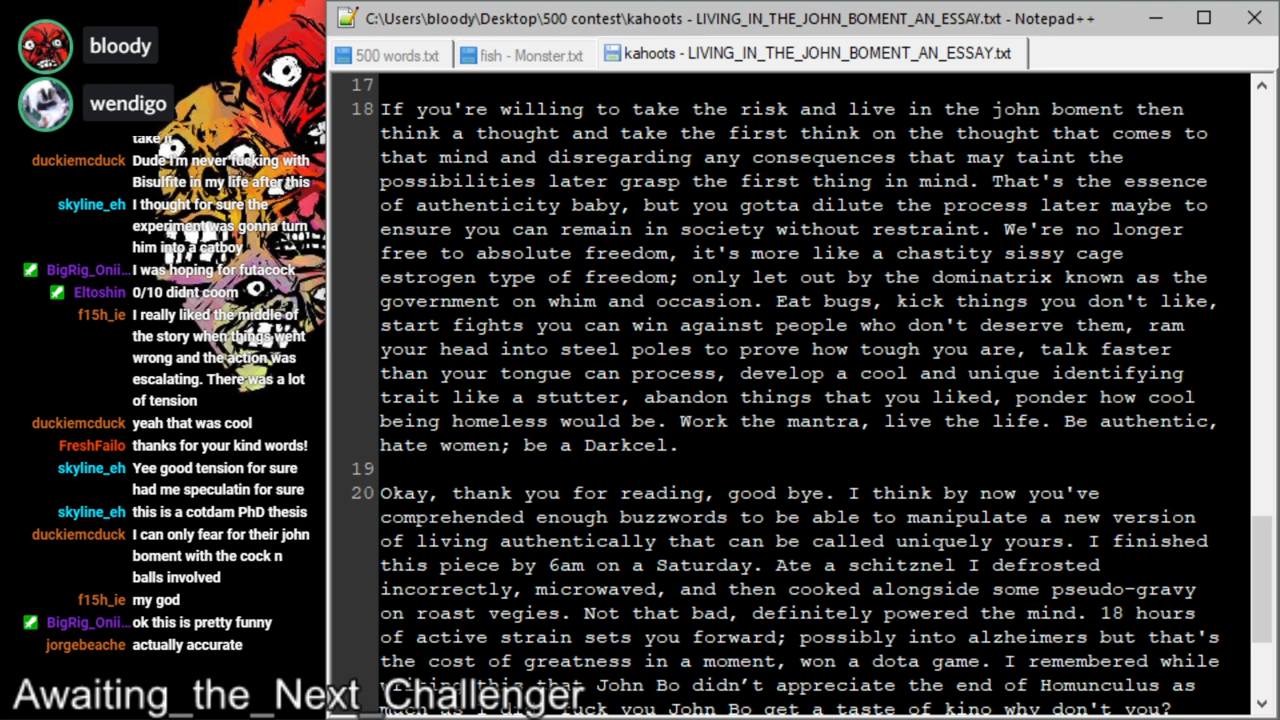 bloody
wendigo
take it
duckiemcduck Dude I'm never fucking with
Bisulfite in my life after this
skyline_eh I thought for sure the
experiment was gonna turn
him into a catboy
BigRig_Onii... I was hoping for futacock
Eltoshin 0/10 didnt coom
f15h_ie I really liked the middle of
the story when things went
wrong and the action was
escalating. There was a lot
of tension
duckiemcduck yeah that was cool
FreshFailo thanks for your kind words!
skyline_eh Yee good tension for sure
had me speculatin for sure
skyline_eh this is a cotdam PhD thesis
duckiemcduck I can only fear for their john
boment with the cock n
balls involved
f15h_ie my god
BigRig_Onii... ok this is pretty funny
jorgebeache actually accurate
Awaiting_the_Next_Challenger
C:\Users\bloody\Desktop\500 contest\kahoots - LIVING_IN_THE_JOHN_BOMENT_AN_ESSAY.txt - Notepad++
500 words.txt
fish - Monster.txt
kahoots - LIVING_IN_THE_JOHN_BOMENT_AN_ESSAY.txt
17
18 If you're willing to take the risk and live in the john boment then
think a thought and take the first think on the thought that comes to
that mind and disregarding any consequences that may taint the
possibilities later grasp the first thing in mind. That's the essence
of authenticity baby, but you gotta dilute the process later maybe to
ensure you can remain in society without restraint. We're no longer
free to absolute freedom, it's more like a chastity sissy cage
estrogen type of freedom; only let out by the dominatrix known as the
government on whim and occasion. Eat bugs, kick things you don't like,
start fights you can win against people who don't deserve them, ram
your head into steel poles to prove how tough you are, talk faster
than your tongue can process, develop a cool and unique identifying
trait like a stutter, abandon things that you liked, ponder how cool
being homeless would be. Work the mantra, live the life. Be authentic,
hate women; be a Darkcel.
19
20 Okay, thank you for reading, good bye. I think by now you've
comprehended enough buzzwords to be able to manipulate a new version
of living authentically that can be called uniquely yours. I finished
this piece by 6am on a Saturday. Ate a schitznel I defrosted
incorrectly, microwaved, and then cooked alongside some pseudo-gravy
on roast vegies. Not that bad, definitely powered the mind. 18 hours
of active strain sets you forward; possibly into alzheimers but that's
the cost of greatness in a moment, won a dota game. I remembered while
this that John Bo didn't appreciate the end of Homunculus as
you John Bo get a taste of kino why don't you?